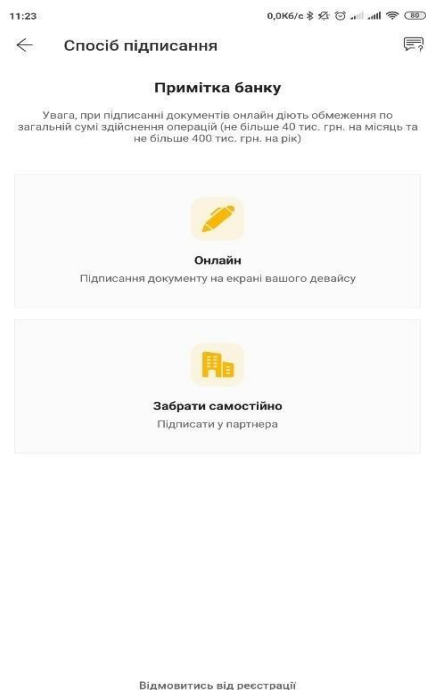 11:23
0,0Кб/с 80
Спосіб підписання
Примітка банку
Увага, при підписанні документів онлайн діють обмеження по
загальній сумі здійснення операцій (не більше 40 тис. грн. на місяць та
не більше 400 тис. грн. на рік)
Онлайн
Підписання документу на екрані вашого девайсу
Забрати самостійно
Підписати у партнера
Відмовитись від реєстрації